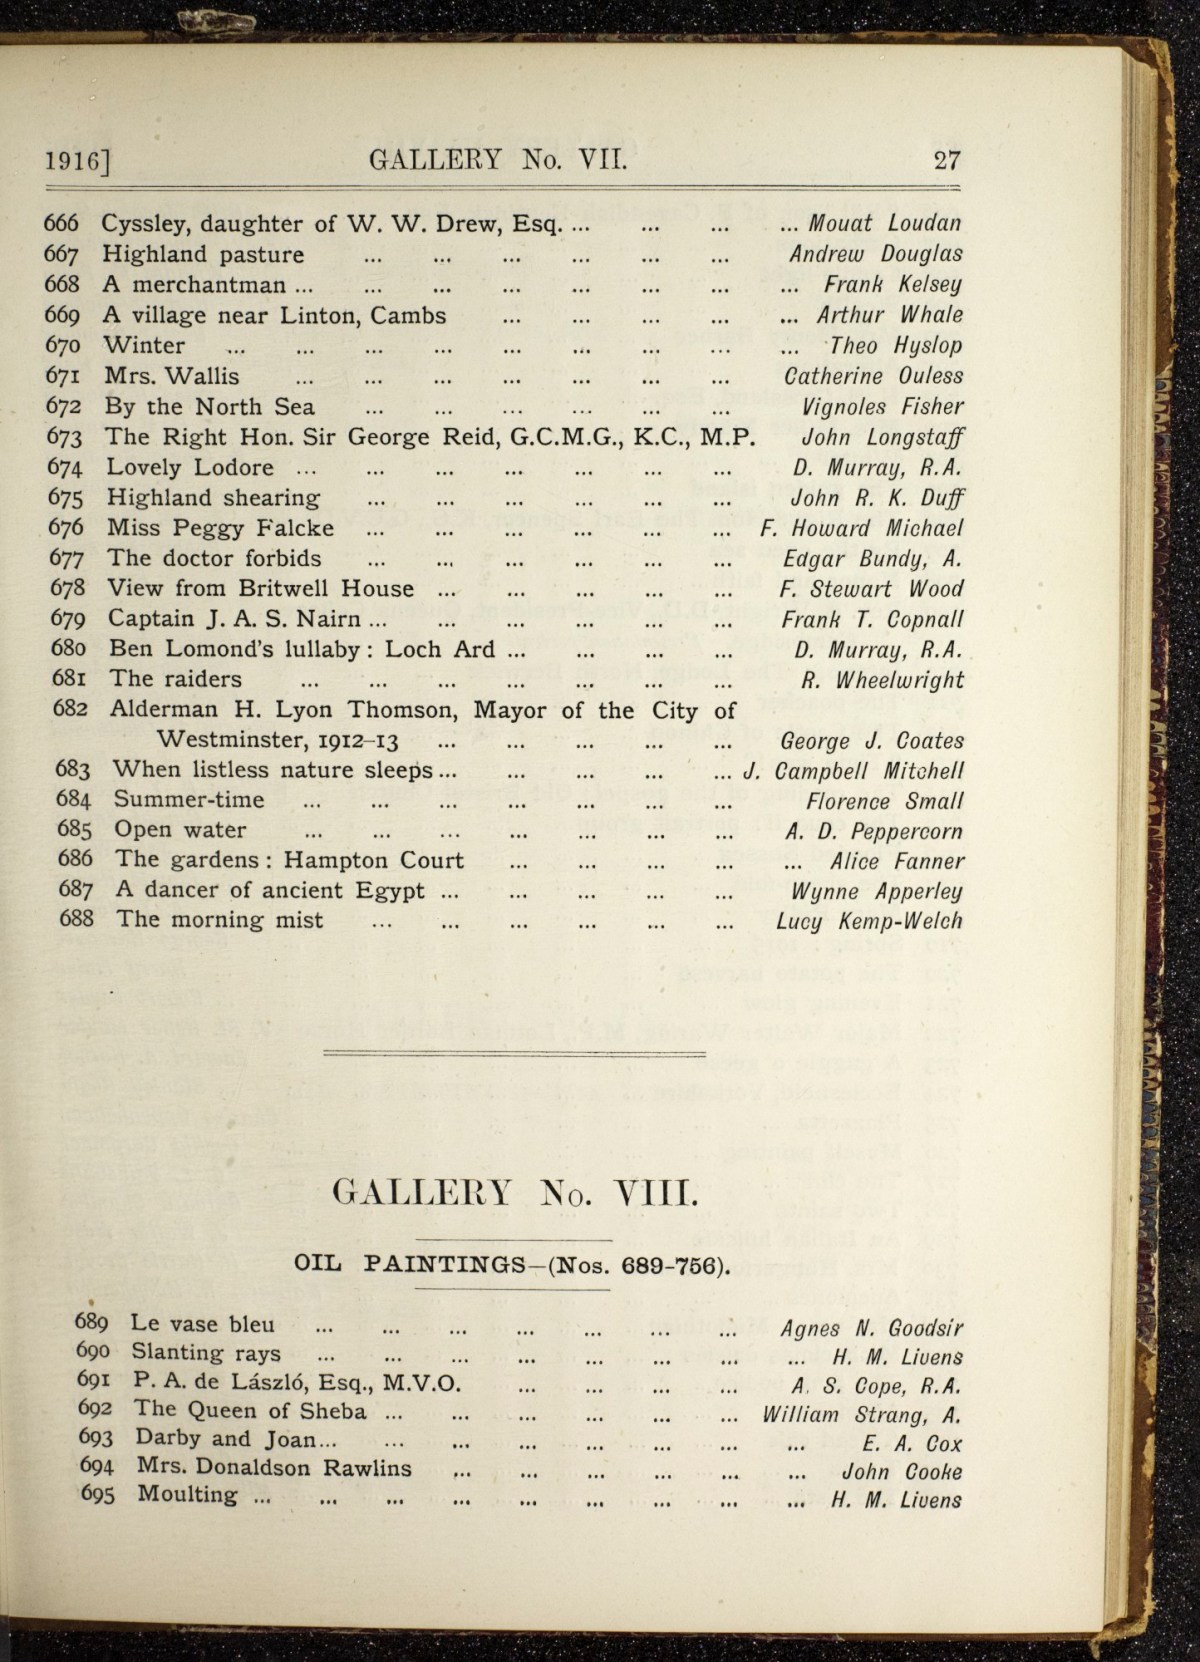 1916] GALLERY No. VII. 27
666 Cyssley, daughter of W. W. Drew, Esq. ... ... ... ... Mouat Loudan
667 Highland pasture ... ... ... ... ... ... Andrew Douglas
668 A merchantman ... ... ... ... ... ... ... ... Frank Kelsey
669 A village near Linton, Cambs ... ... ... ... ... Arthur Whale
670 Winter ... ... ... ... ... ... ... ... ... Theo Hyslop
671 Mrs. Wallis ... ... ... ... ... ... ... Catherine Ouless
672 By the North Sea ... ... ... ... ... ... Vignoles Fisher
673 The Right Hon. Sir George Reid, G.C.M.G., K.C., M.P. John Longstaff
674 Lovely Lodore ... ... ... ... ... ... ... D. Murray, R.A.
675 Highland shearing ... ... ... ... ... ... John R. K. Duff
676 Miss Peggy Falcke ... ... ... ... ... ... F. Howard Michael
677 The doctor forbids ... ... ... ... ... ... Edgar Bundy, A.
678 View from Britwell House ... ... ... ... ... F. Stewart Wood
679 Captain J. A. S. Nairn ... ... ... ... ... ... Frank T. Copnall
680 Ben Lomond's lullaby : Loch Ard ... ... ... ... D. Murray, R.A.
681 The raiders ... ... ... ... ... ... ... R. Wheelwright
682 Alderman H. Lyon Thomson, Mayor of the City of
Westminster, 1912–13 ... ... ... ... ... George J. Coates
683 When listless nature sleeps ... ... ... ... ... J. Campbell Mitchell
684 Summer-time ... ... ... ... ... ... ... Florence Small
685 Open water ... ... ... ... ... ... ... A. D. Peppercorn
686 The gardens : Hampton Court ... ... ... ... ... Alice Fanner
687 A dancer of ancient Egypt ... ... ... ... ... Wynne Apperley
688 The morning mist ... ... ... ... ... ... Lucy Kemp-Welch
GALLERY No. VIII.
OIL PAINTINGS—(Nos. 689-756).
689 Le vase bleu ... ... ... ... ... ... ... Agnes N. Goodsir
690 Slanting rays ... ... ... ... ... ... ... ... H. M. Livens
691 P. A. de László, Esq., M.V.O. ... ... ... ... A. S. Cope, R.A.
692 The Queen of Sheba ... ... ... ... ... ... William Strang, A.
693 Darby and Joan ... ... ... ... ... ... ... ... E. A. Cox
694 Mrs. Donaldson Rawlins ... ... ... ... ... ... John Cooke
695 Moulting ... ... ... ... ... ... ... ... ... H. M. Livens